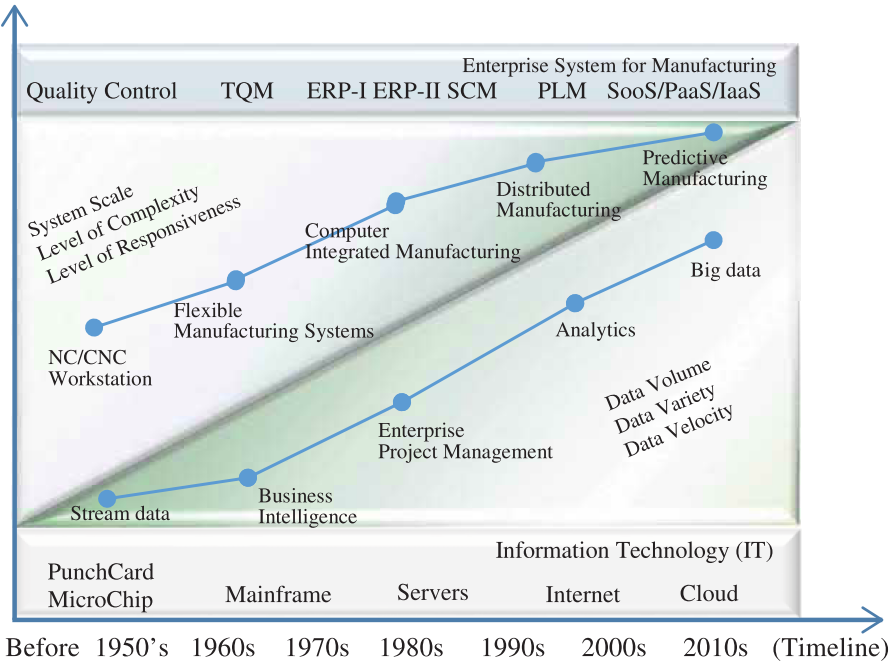 Enterprise System for Manufacturing
Quality Control TQM ERP-I ERP-II SCM PLM SooS/PaaS/IaaS
System Scale
Level of Complexity
Level of Responsiveness
Predictive
Manufacturing
Distributed
Manufacturing
Computer
Integrated Manufacturing
Flexible
Manufacturing Systems
NC/CNC
Workstation
Big data
Analytics
Data Volume
Data Variety
Data Velocity
Enterprise
Project Management
Business
Intelligence
Stream data
Information Technology (IT)
PunchCard
MicroChip
Mainframe Servers Internet Cloud
Before 1950’s 1960s 1970s 1980s 1990s 2000s 2010s (Timeline)